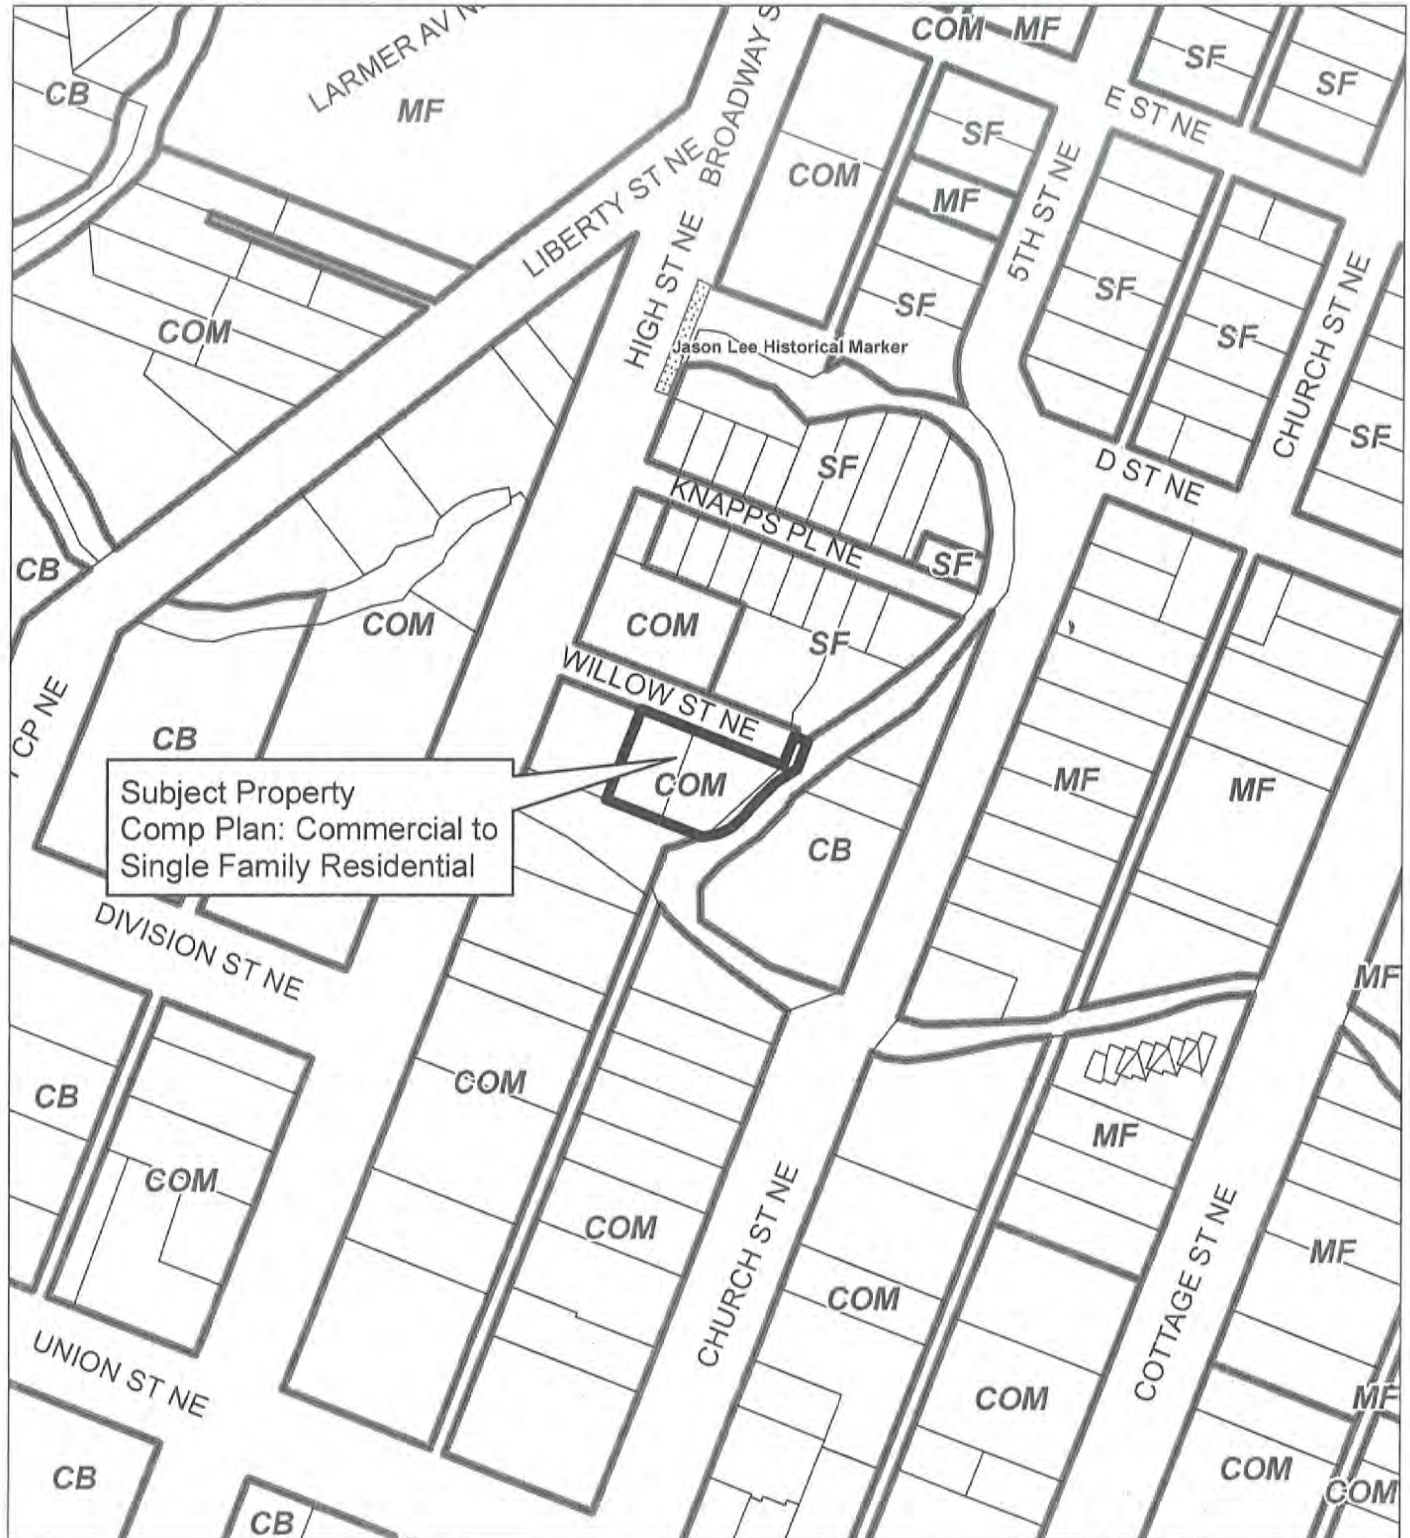 LARMER AV N
BROADWAY S
COM
MF
SF
SF
CB
MF
E ST NE
SF
COM
MF
LIBERTY ST NE
5TH ST NE
HIGH ST NE
SF
SF
SF
CHURCH ST NE
COM
Jason Lee Historical Marker
SF
SF
D ST NE
KNAPPS PL NE
SF
CB
COM
COM
SF
WILLOW ST NE
CP NE
CB
COM
MF
MF
Subject Property
Comp Plan: Commercial to
Single Family Residential
CB
DIVISION ST NE
MF
COM
CB
MF
COM
COM
CHURCH ST NE
COTTAGE ST NE
MF
COM
UNION ST NE
COM
MF
CB
COM
COM
CB